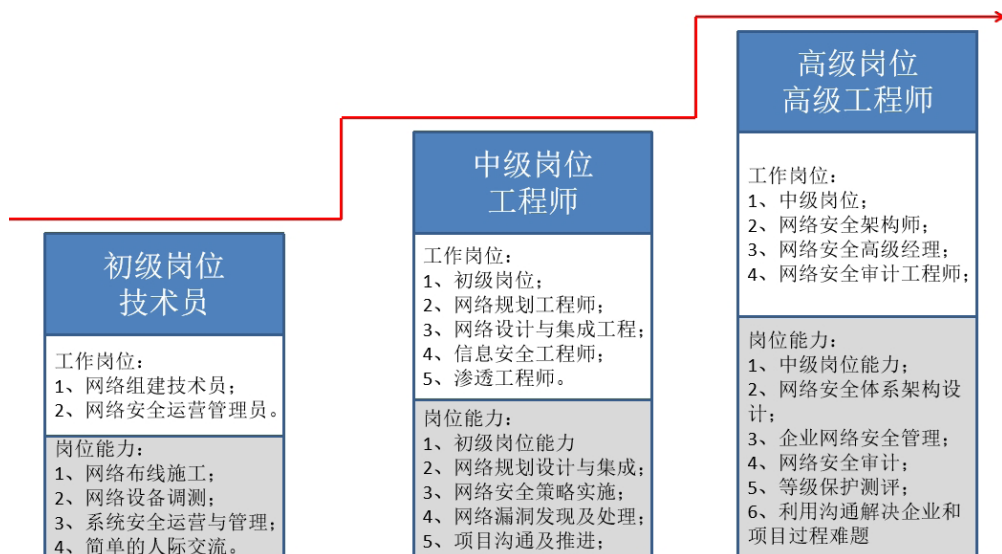 初级岗位
技术员
工作岗位：
1、网络组建技术员；
2、网络安全运营管理员。
岗位能力：
1、网络布线施工；
2、网络设备调测；
3、系统安全运营与管理；
4、简单的人际交流。
中级岗位
工程师
工作岗位：
1、初级岗位；
2、网络规划工程师；
3、网络设计与集成工程；
4、信息安全工程师；
5、渗透工程师。
岗位能力：
1、初级岗位能力
2、网络规划设计与集成；
3、网络安全策略实施；
4、网络漏洞发现及处理；
5、项目沟通及推进；
高级岗位
高级工程师
工作岗位：
1、中级岗位；
2、网络安全架构师；
3、网络安全高级经理；
4、网络安全审计工程师；
岗位能力：
1、中级岗位能力；
2、网络安全体系架构设
计；
3、企业网络安全管理；
4、网络安全审计；
5、等级保护测评；
6、利用沟通解决企业和
项目过程难题